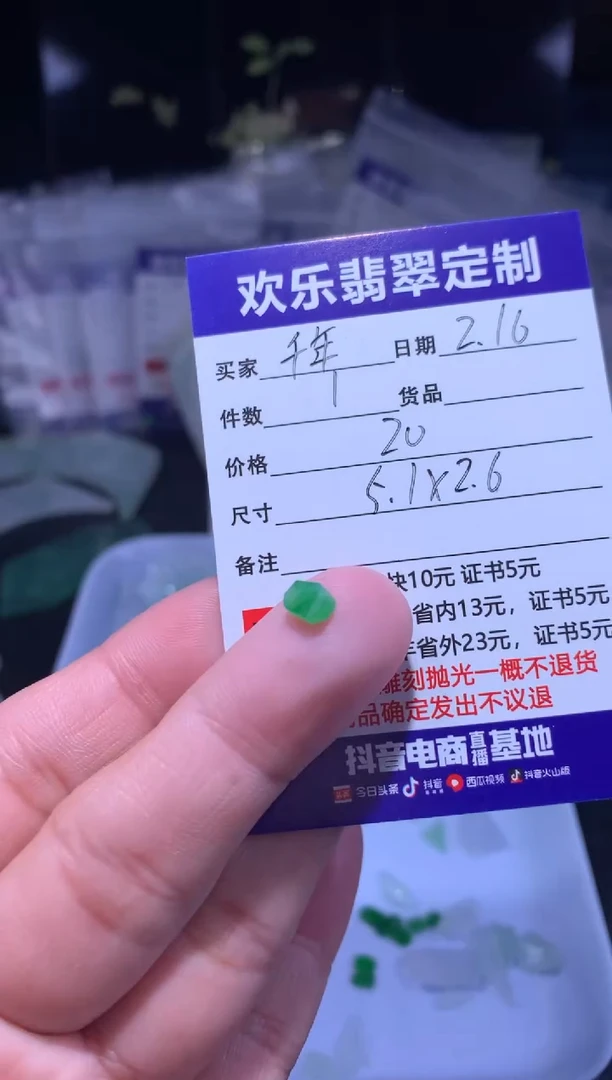 欢乐翡翠定制
买家 千年 日期 2.16
件数 1 货品
价格 20
尺寸 5.1X2.6
备注
快10元 证书5元
省内13元，证书5元
省外23元，证书5元
雕刻抛光一概不退货
品确定发出不议退
抖音电商直播基地
今日头条 抖音 西瓜视频 抖音火山版